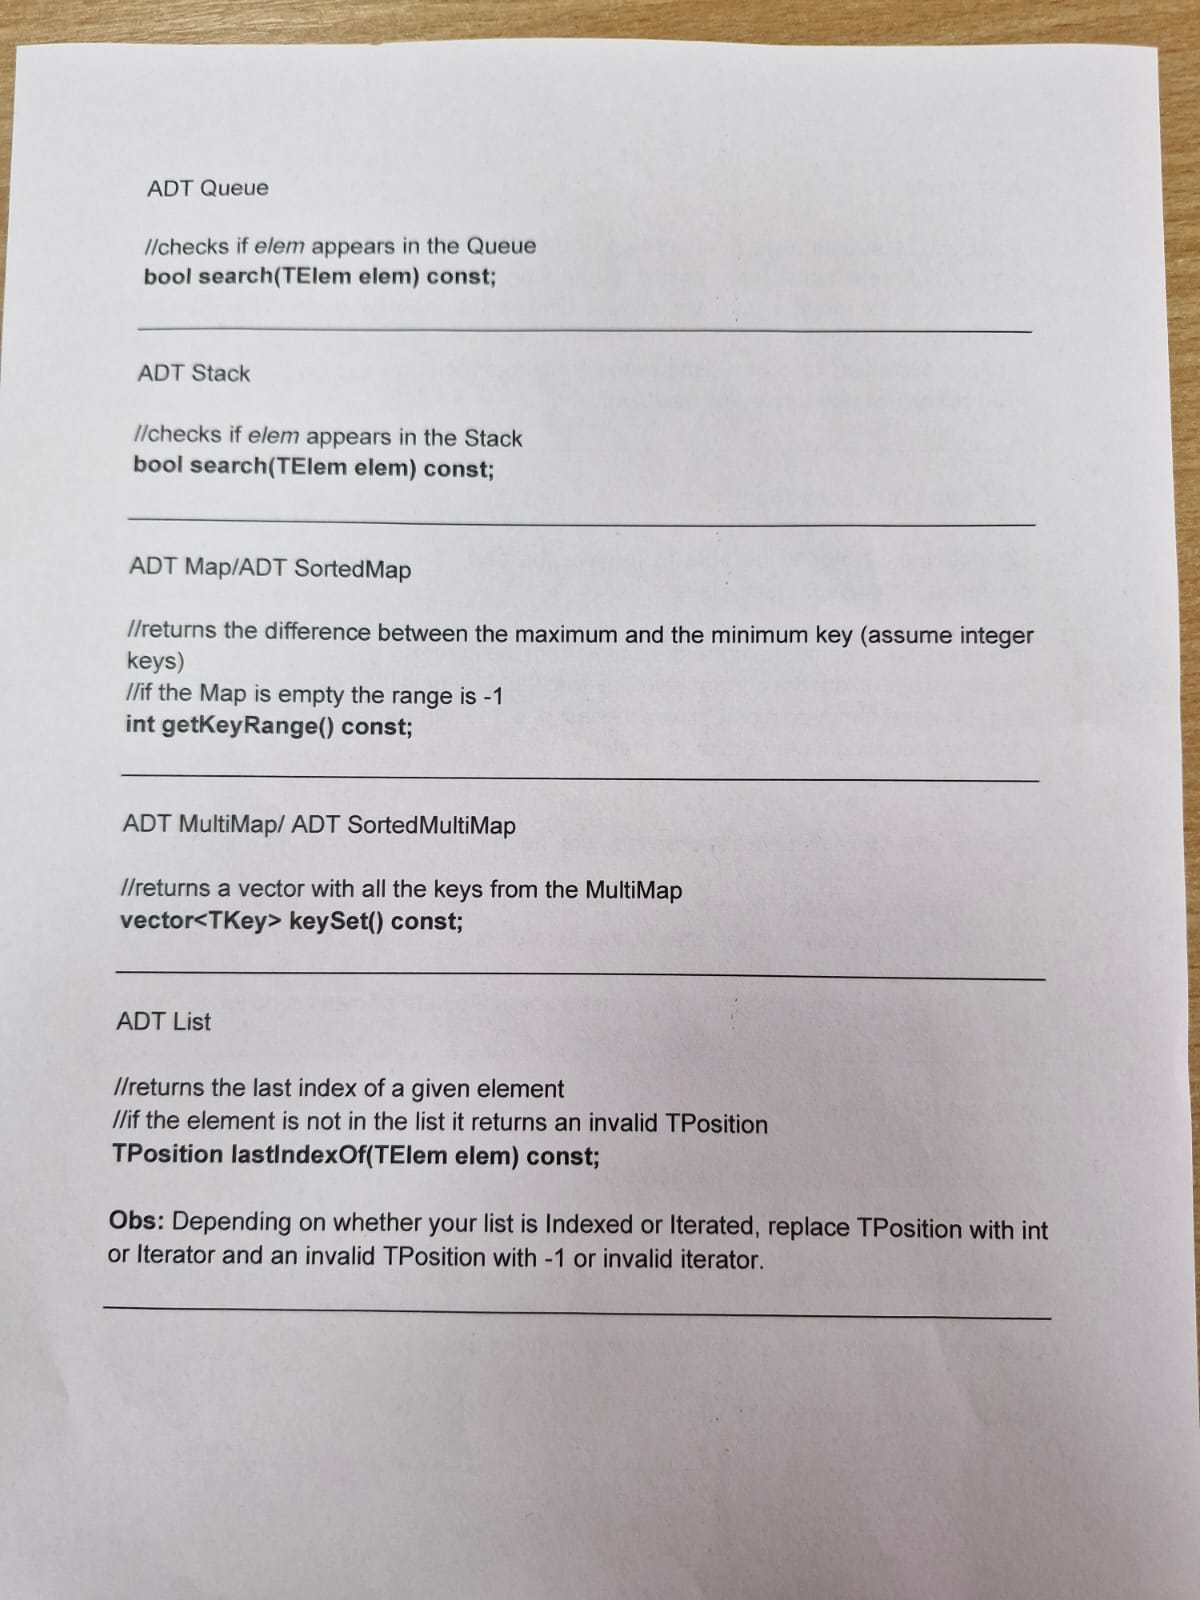 ADT Queue
//checks if elem appears in the Queue
bool search(TElem elem) const;
ADT Stack
//checks if elem appears in the Stack
bool search(TElem elem) const;
ADT Map/ADT SortedMap
//returns the difference between the maximum and the minimum key (assume integer
keys)
//if the Map is empty the range is -1
int getKeyRange() const;
ADT MultiMap/ ADT SortedMultiMap
//returns a vector with all the keys from the MultiMap
vector<TKey> keySet() const;
ADT List
//returns the last index of a given element
//if the element is not in the list it returns an invalid TPosition
TPosition lastIndexOf(TElem elem) const;
Obs: Depending on whether your list is Indexed or Iterated, replace TPosition with int
or Iterator and an invalid TPosition with -1 or invalid iterator.